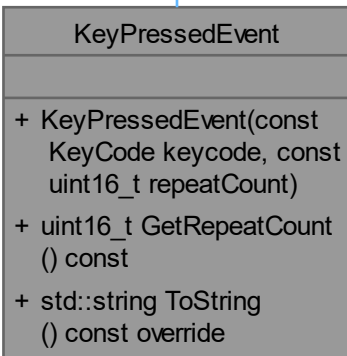 KeyPressedEvent
+ KeyPressedEvent(const
KeyCode keycode, const
uint16_t repeatCount)
+ uint16_t GetRepeatCount
() const
+ std::string ToString
() const override